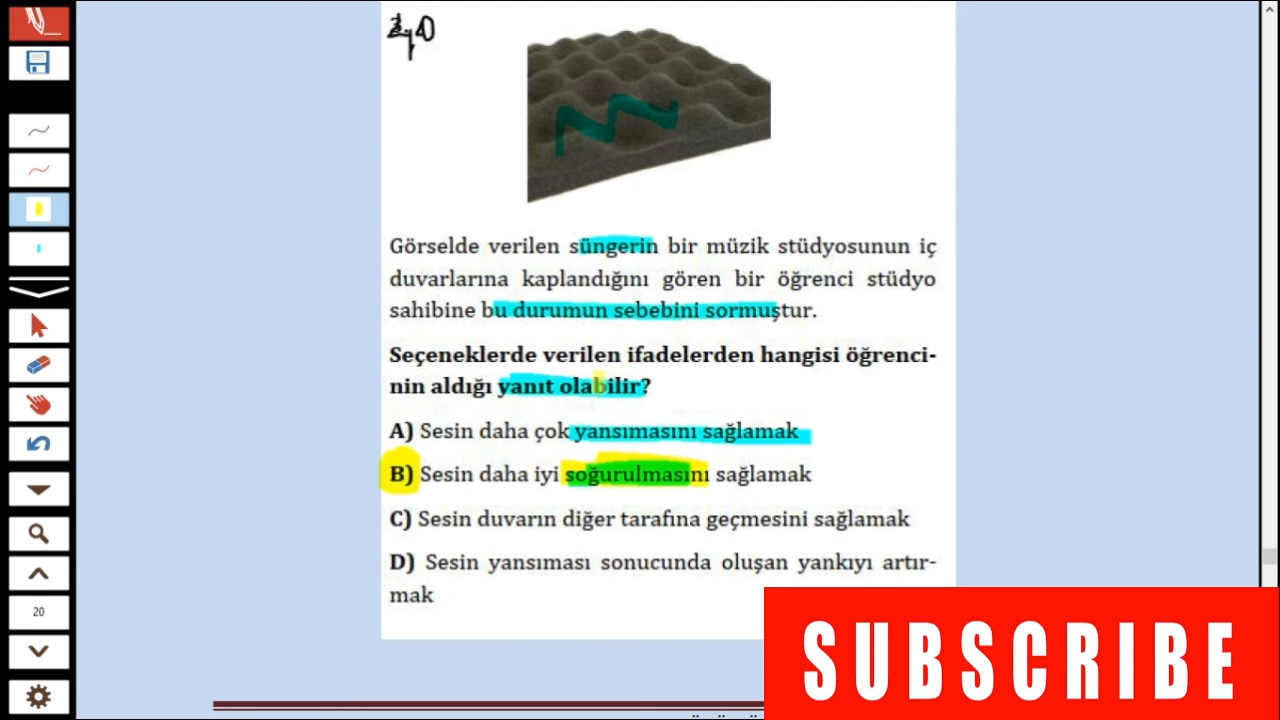 Görselde verilen süngerin bir müzik stüdyosunun iç
duvarlarına kaplandığını gören bir öğrenci stüdyo
sahibine bu durumun sebebini sormuştur.
Seçeneklerde verilen ifadelerden hangisi öğrenci-
nin aldığı yanıt olabilir?
A) Sesin daha çok yansımasını sağlamak
B) Sesin daha iyi soğurulmasını sağlamak
C) Sesin duvarın diğer tarafına geçmesini sağlamak
D) Sesin yansıması sonucunda oluşan yankıyı artır-
mak
20
SUBSCRIBE